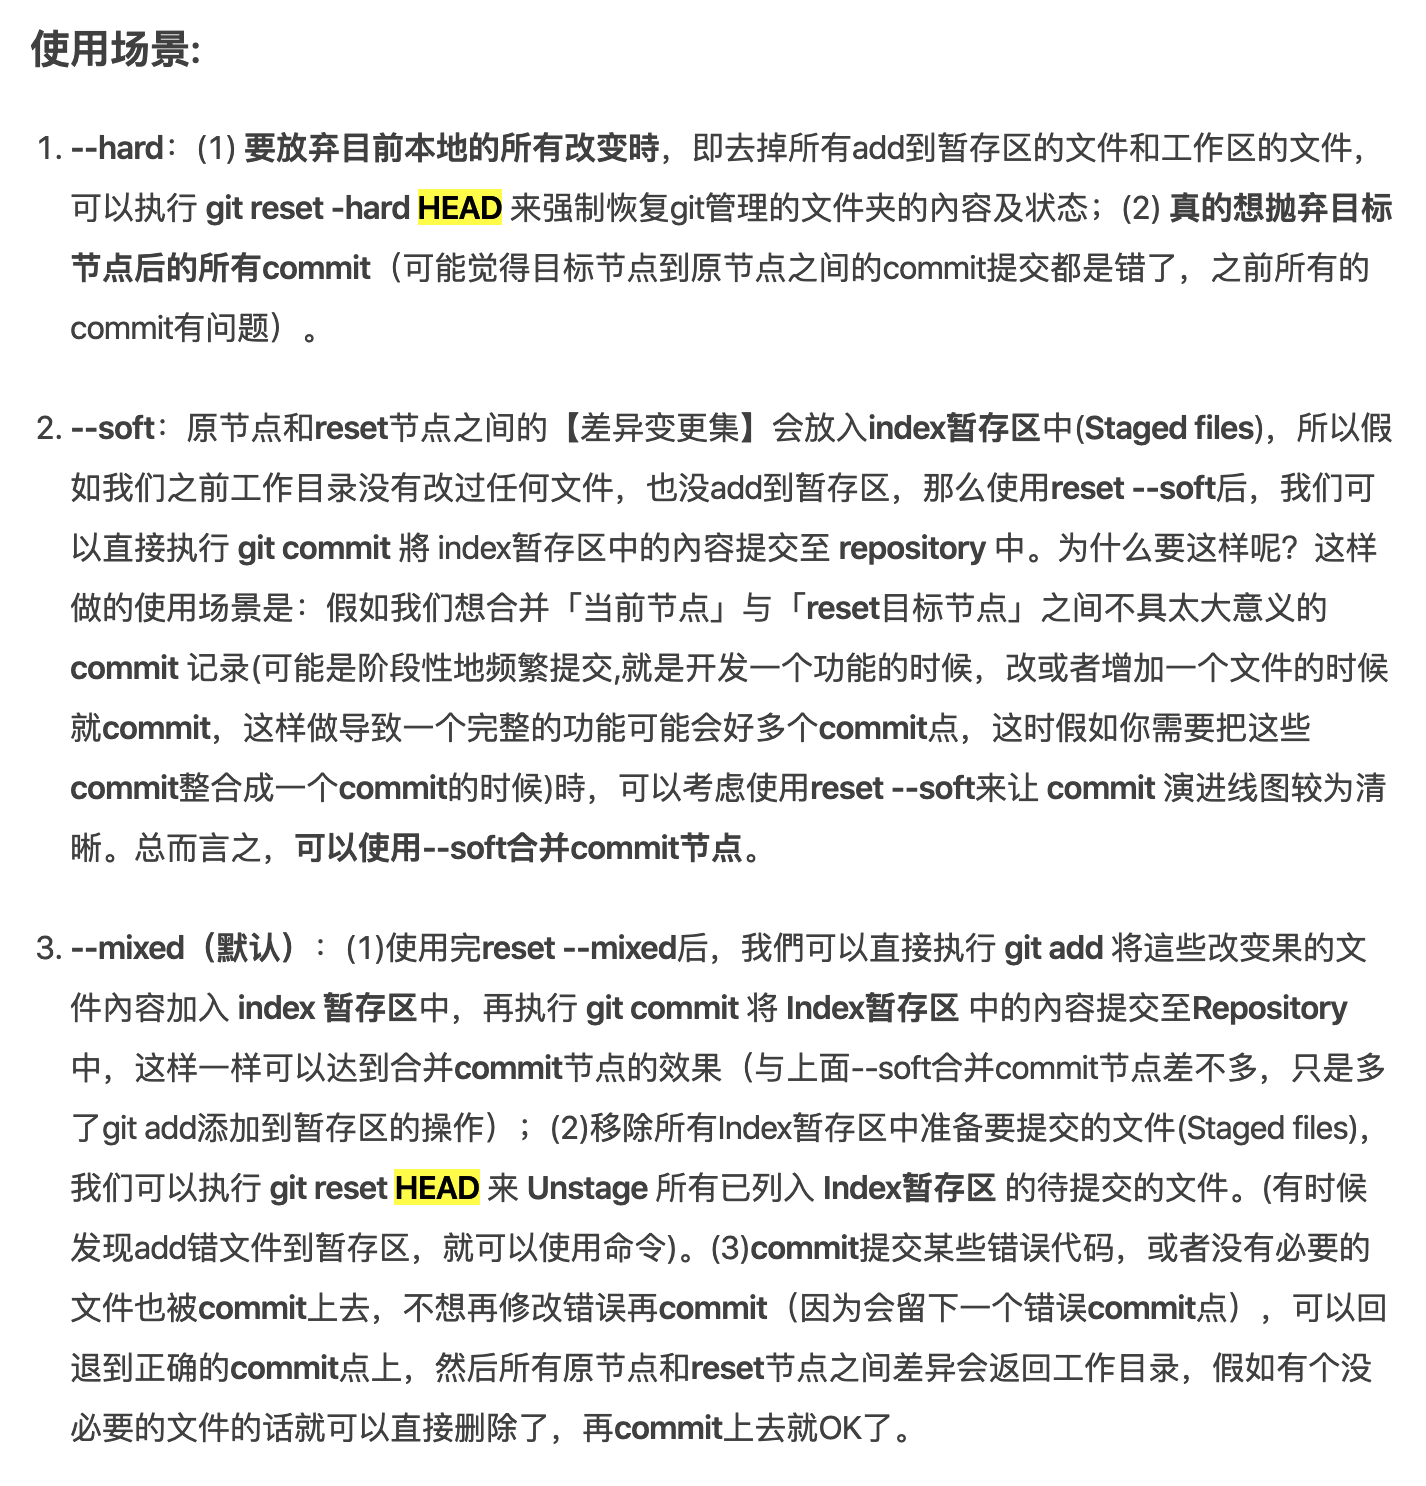 使用场景:
1. --hard：(1) 要放弃目前本地的所有改变時，即去掉所有add到暂存区的文件和工作区的文件，
可以执行 git reset -hard HEAD 来强制恢复git管理的文件夹的內容及状态；(2) 真的想抛弃目标
节点后的所有commit（可能觉得目标节点到原节点之间的commit提交都是错了，之前所有的
commit有问题）。
2. --soft：原节点和reset节点之间的【差异变更集】会放入index暂存区中(Staged files)，所以假
如我们之前工作目录没有改过任何文件，也没add到暂存区，那么使用reset --soft后，我们可
以直接执行 git commit 將 index暂存区中的內容提交至 repository 中。为什么要这样呢？这样
做的使用场景是：假如我们想合并「当前节点」与「reset目标节点」之间不具太大意义的
commit 记录(可能是阶段性地频繁提交,就是开发一个功能的时候，改或者增加一个文件的时候
就commit，这样做导致一个完整的功能可能会好多个commit点，这时假如你需要把这些
commit整合成一个commit的时候)時，可以考虑使用reset --soft来让 commit 演进线图较为清
晰。总而言之，可以使用--soft合并commit节点。
3. --mixed（默认）：(1)使用完reset --mixed后，我們可以直接执行 git add 将這些改变果的文
件內容加入 index 暂存区中，再执行 git commit 将 Index暂存区 中的內容提交至Repository
中，这样一样可以达到合并commit节点的效果（与上面--soft合并commit节点差不多，只是多
了git add添加到暂存区的操作）；(2)移除所有Index暂存区中准备要提交的文件(Staged files)，
我们可以执行 git reset HEAD 来 Unstage 所有已列入 Index暂存区 的待提交的文件。(有时候
发现add错文件到暂存区，就可以使用命令)。(3)commit提交某些错误代码，或者没有必要的
文件也被commit上去，不想再修改错误再commit（因为会留下一个错误commit点），可以回
退到正确的commit点上，然后所有原节点和reset节点之间差异会返回工作目录，假如有个没
必要的文件的话就可以直接删除了，再commit上去就OK了。